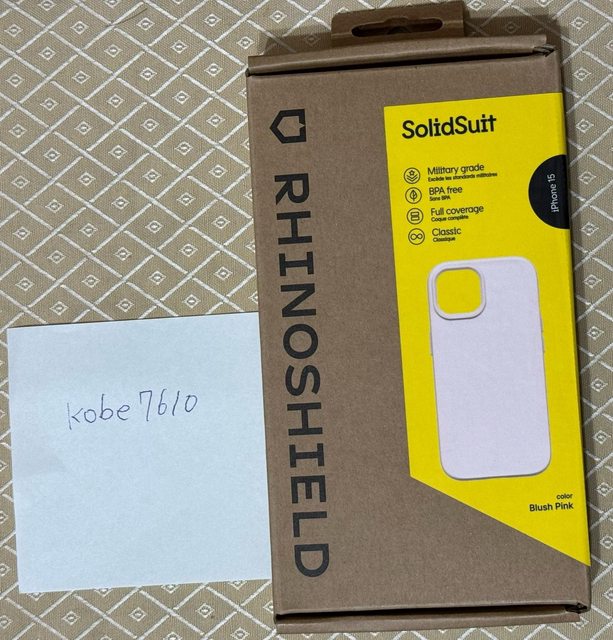 RHINOSHIELD
SolidSuit
Military grade
Excède les standards militaires
BPA free
Sans BPA
Full coverage
Coque complète
Classic
Classique
iPhone 15
color
Blush Pink
kobe7610